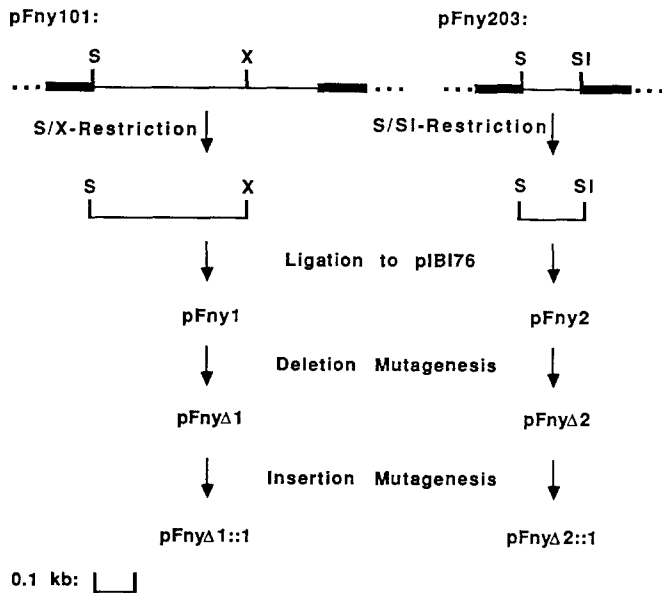 pFny101:
pFny203:
S X
S SI
S/X-Restriction
S/SI-Restriction
S X
S SI
Ligation to pIBI76
pFny1
pFny2
Deletion Mutagenesis
pFnyΔ1
pFnyΔ2
Insertion Mutagenesis
pFnyΔ1::1
pFnyΔ2::1
0.1 kb: